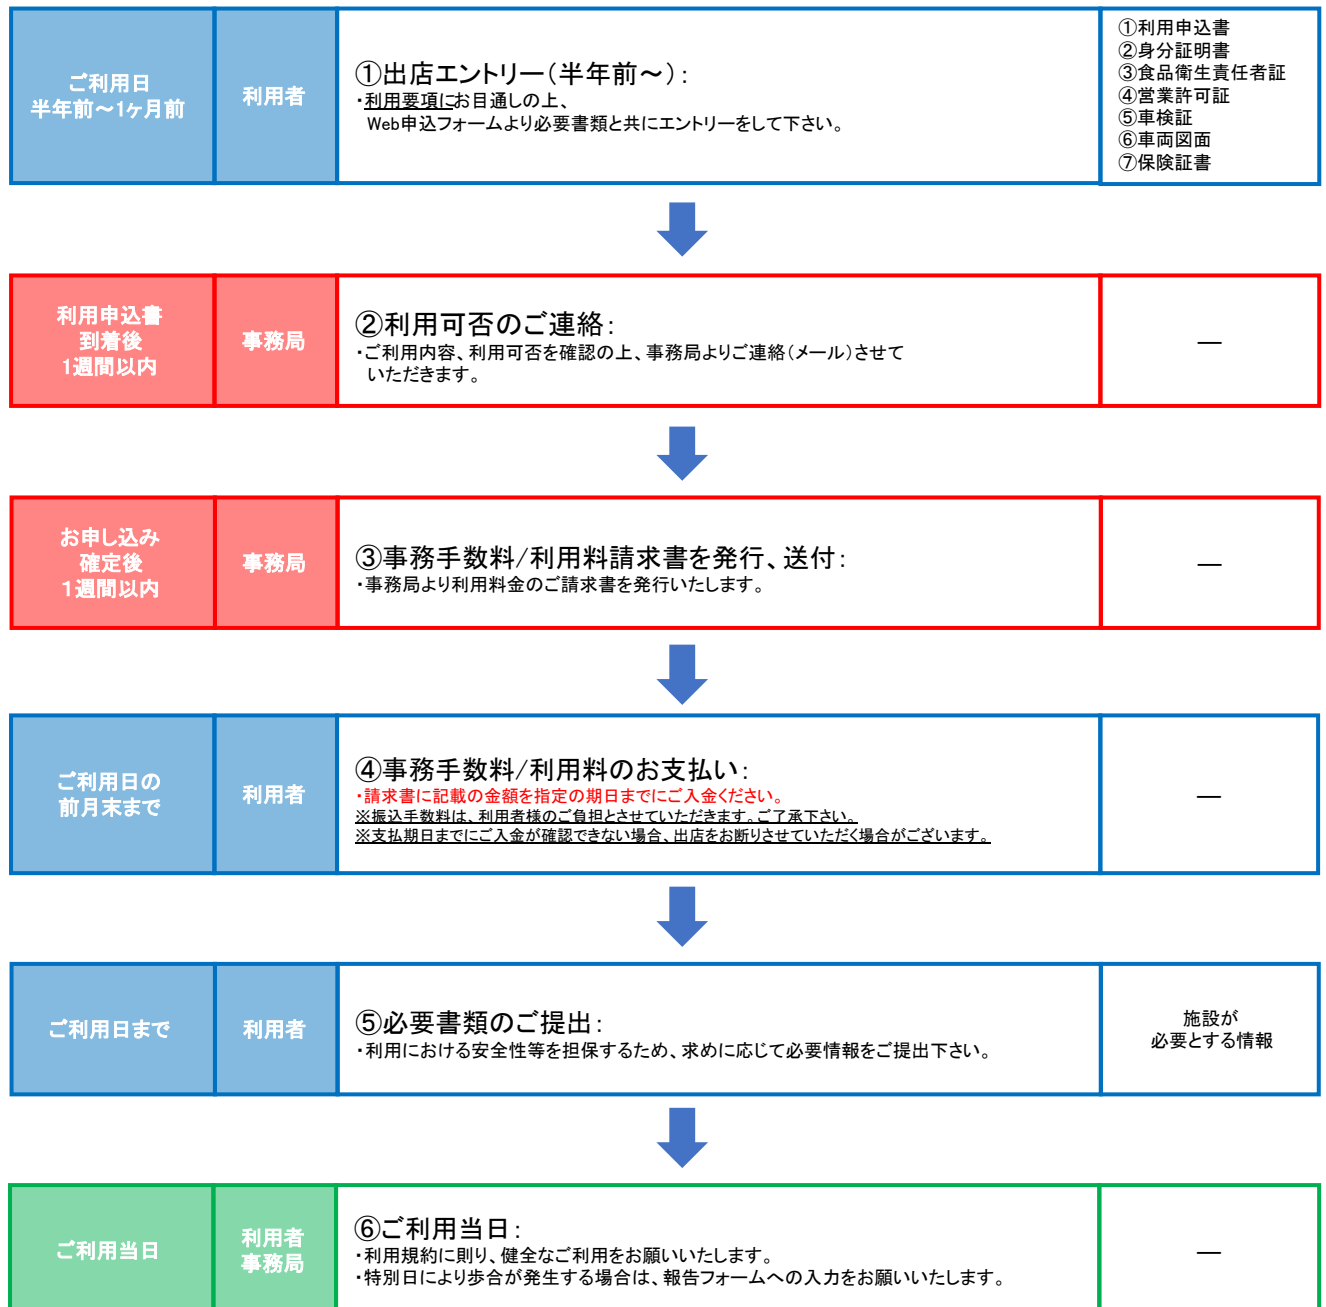 ご利用日
半年前～1ヶ月前
利用者
①出店エントリー（半年前～）：
・利用要項にお目通しの上、
Web申込フォームより必要書類と共にエントリーをして下さい。
①利用申込書
②身分証明書
③食品衛生責任者証
④営業許可証
⑤車検証
⑥車両図面
⑦保険証書
利用申込書
到着後
1週間以内
事務局
②利用可否のご連絡：
・ご利用内容、利用可否を確認の上、事務局よりご連絡（メール）させて
いただきます。
―
お申し込み
確定後
1週間以内
事務局
③事務手数料/利用料請求書を発行、送付：
・事務局より利用料金のご請求書を発行いたします。
―
ご利用日の
前月末まで
利用者
④事務手数料/利用料のお支払い：
・請求書に記載の金額を指定の期日までにご入金ください。
※振込手数料は、利用者様のご負担とさせていただきます。ご了承下さい。
※支払期日までにご入金が確認できない場合、出店をお断りさせていただく場合がございます。
―
ご利用日まで
利用者
⑤必要書類のご提出：
・利用における安全性等を担保するため、求めに応じて必要情報をご提出下さい。
施設が
必要とする情報
ご利用当日
利用者
事務局
⑥ご利用当日：
・利用規約に則り、健全なご利用をお願いいたします。
・特別日により歩合が発生する場合は、報告フォームへの入力をお願いいたします。
―